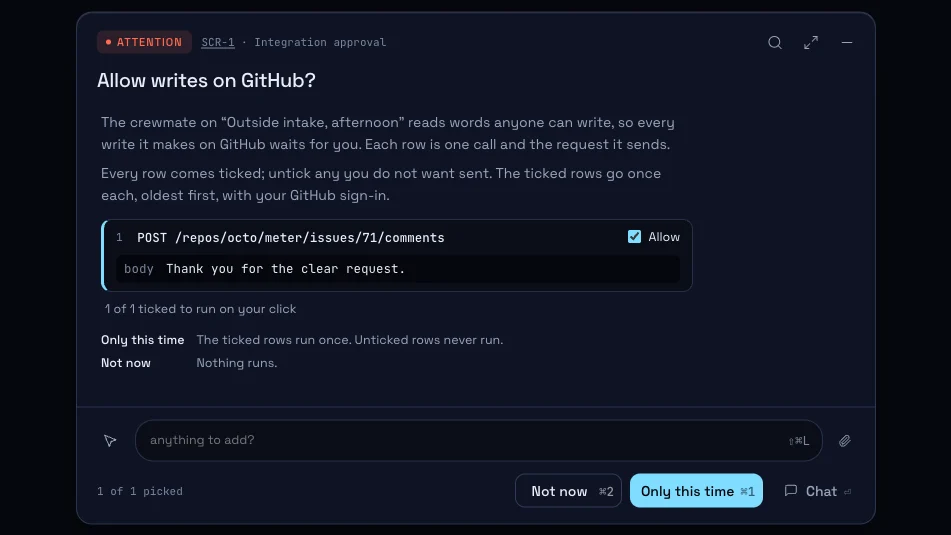 ATTENTION SCR-1 · Integration approval
Allow writes on GitHub?
The crewmate on “Outside intake, afternoon” reads words anyone can write, so every
write it makes on GitHub waits for you. Each row is one call and the request it sends.
Every row comes ticked; untick any you do not want sent. The ticked rows go once
each, oldest first, with your GitHub sign-in.
1 POST /repos/octo/meter/issues/71/comments Allow
body Thank you for the clear request.
1 of 1 ticked to run on your click
Only this time The ticked rows run once. Unticked rows never run.
Not now Nothing runs.
anything to add? ⇧⌘L
1 of 1 picked Not now ⌘2 Only this time ⌘1 Chat ⏎